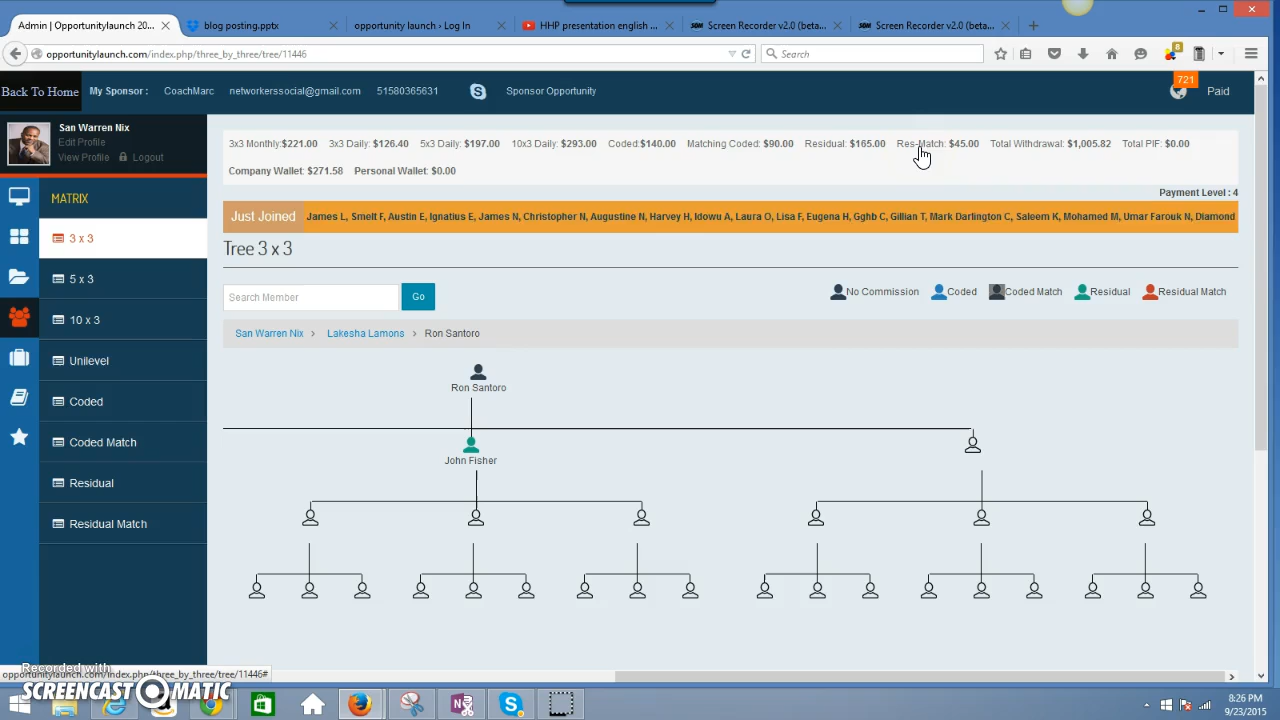 Admin | Opportunitylaunch 20...
blog posting.pptx
opportunity launch › Log In
HHP presentation english ...
Screen Recorder v2.0 (beta...
Screen Recorder v2.0 (beta...
opportunitylaunch.com/index.php/three_by_three/tree/11446
Search
8
Back To Home
My Sponsor : CoachMarc networkerssocial@gmail.com 51580365631 Sponsor Opportunity
721
Paid
San Warren Nix
Edit Profile
View Profile Logout
MATRIX
3 x 3
5 x 3
10 x 3
Unilevel
Coded
Coded Match
Residual
Residual Match
3x3 Monthly:$221.00 3x3 Daily: $126.40 5x3 Daily: $197.00 10x3 Daily: $293.00 Coded:$140.00 Matching Coded: $90.00 Residual: $165.00 Res-Match: $45.00 Total Withdrawal: $1,005.82 Total PIF: $0.00
Company Wallet: $271.58 Personal Wallet: $0.00
Payment Level : 4
Just Joined James L, Smelt F, Austin E, Ignatius E, James N, Christopher N, Augustine N, Harvey H, Idowu A, Laura O, Lisa F, Eugena H, Gghb C, Gillian T, Mark Darlington C, Saleem K, Mohamed M, Umar Farouk N, Diamond
Tree 3 x 3
Search Member Go
No Commission Coded Coded Match Residual Residual Match
San Warren Nix › Lakesha Lamons › Ron Santoro
Ron Santoro
John Fisher
opportunitylaunch.com/index.php/three_by_three/tree/11446#
Recorded with
SCREENCAST MATIC
8:26 PM
9/23/2015